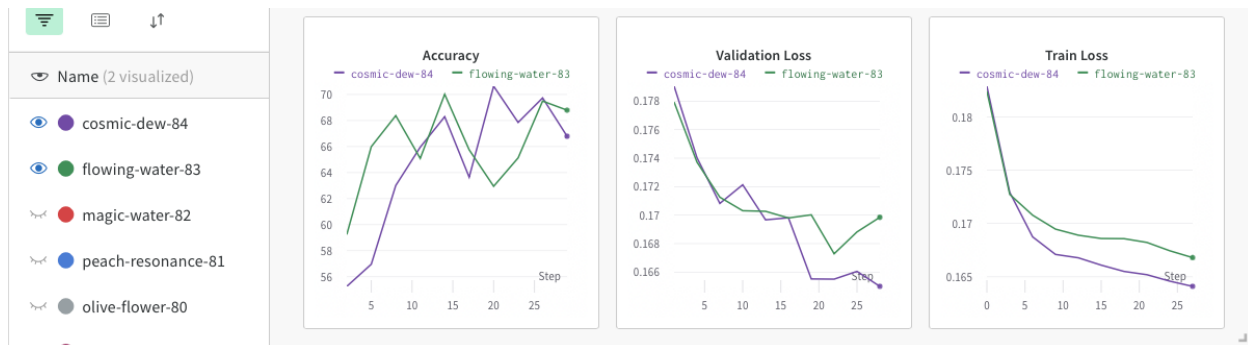 Name (2 visualized)
cosmic-dew-84
flowing-water-83
magic-water-82
peach-resonance-81
olive-flower-80
Accuracy
cosmic-dew-84 flowing-water-83
70
68
66
64
62
60
58
56
Step
5 10 15 20 25
Validation Loss
cosmic-dew-84 flowing-water-83
0.178
0.176
0.174
0.172
0.17
0.168
0.166
Step
5 10 15 20 25
Train Loss
cosmic-dew-84 flowing-water-83
0.18
0.175
0.17
0.165
Step
0 5 10 15 20 25